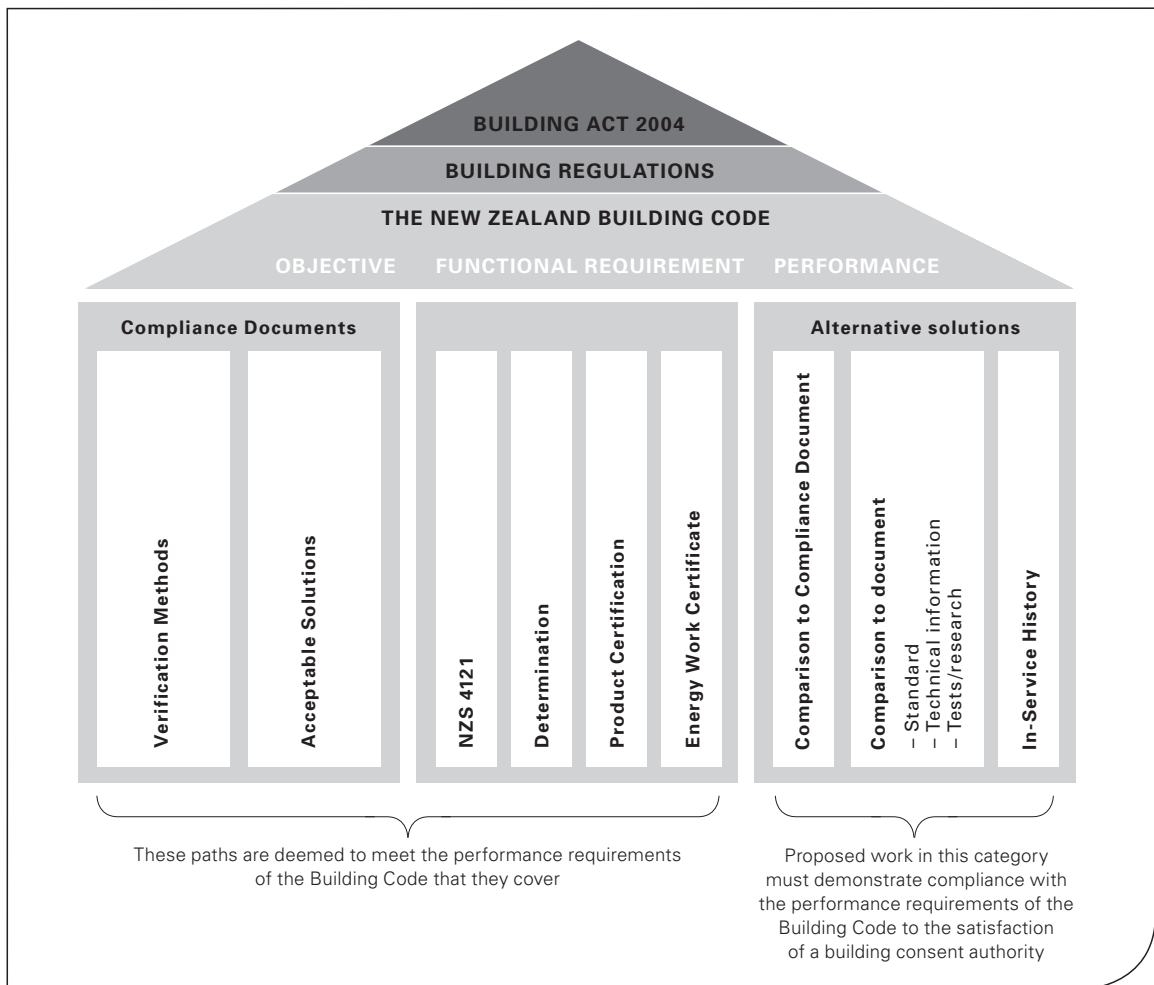 BUILDING ACT 2004
BUILDING REGULATIONS
THE NEW ZEALAND BUILDING CODE
OBJECTIVE FUNCTIONAL REQUIREMENT PERFORMANCE
Compliance Documents
Verification Methods
Acceptable Solutions
NZS 4121
Determination
Product Certification
Energy Work Certificate
Alternative solutions
Comparison to Compliance Document
Comparison to document
– Standard
– Technical information
– Tests/research
In-Service History
These paths are deemed to meet the performance requirements
of the Building Code that they cover
Proposed work in this category
must demonstrate compliance with
the performance requirements of the
Building Code to the satisfaction
of a building consent authority